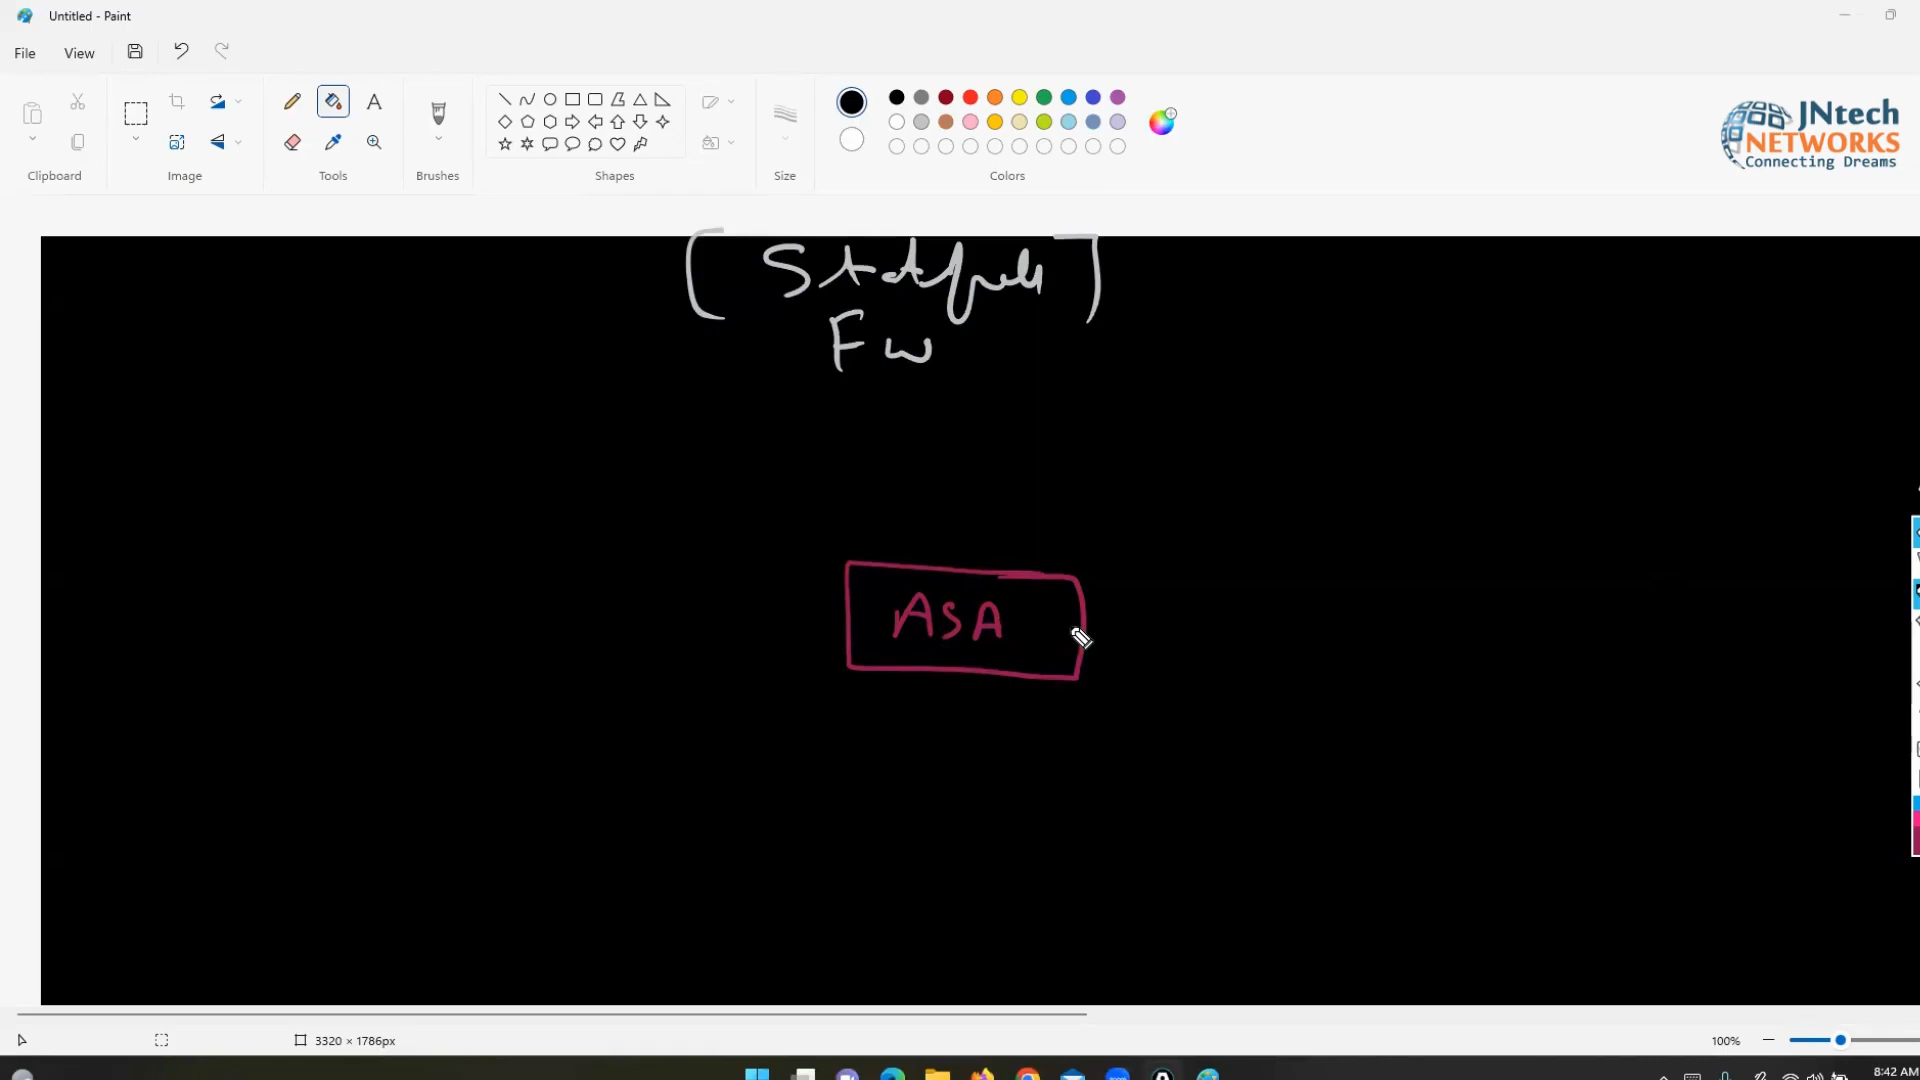 Untitled - Paint
File View
Clipboard Image Tools Brushes Shapes Size Colors
JNtech
NETWORKS
Connecting Dreams
[Stateful]
FW
ASA
3320 × 1786px
100%
8:42 AM